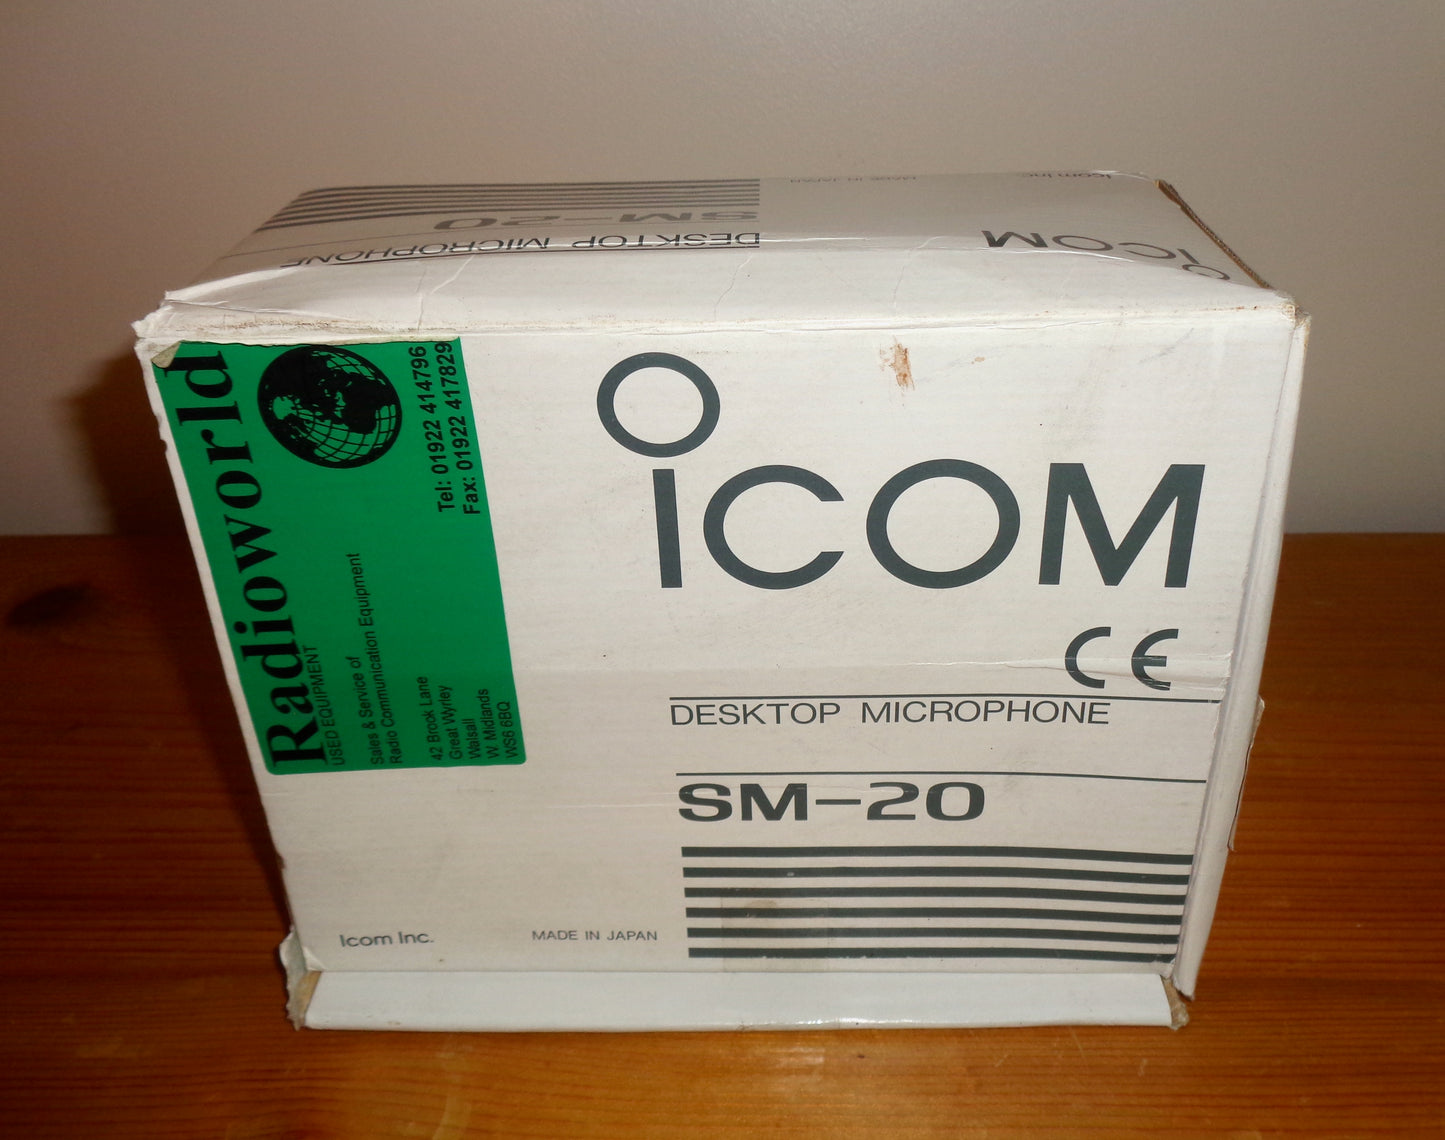 Icom Inc.
MADE IN JAPAN
SM-20
DESKTOP MICROPHONE
ICOM
IC
Radioworld
USED EQUIPMENT
Sales & Service of
Radio Communication Equipment
42 Brook Lane
Great Wyrley
Walsall
W. Midlands
WS6 6BQ
Tel: 01922 414796
Fax: 01922 417829
ICOM
CE
DESKTOP MICROPHONE
SM-20
Icom Inc.
MADE IN JAPAN